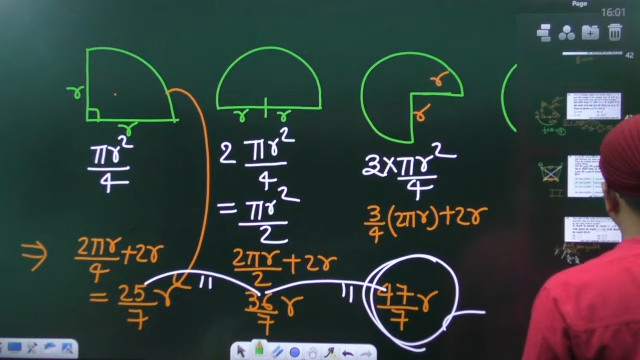 Page
16:01
42
r
r
r r
r
r
πr²/4
2 πr²/4
= πr²/2
3×πr²/4
3/4 (2πr)+2r
⇒ 2πr/4 +2r
= 25/7 r
2πr/2 +2r
36/7 r
47/7 r
11
11